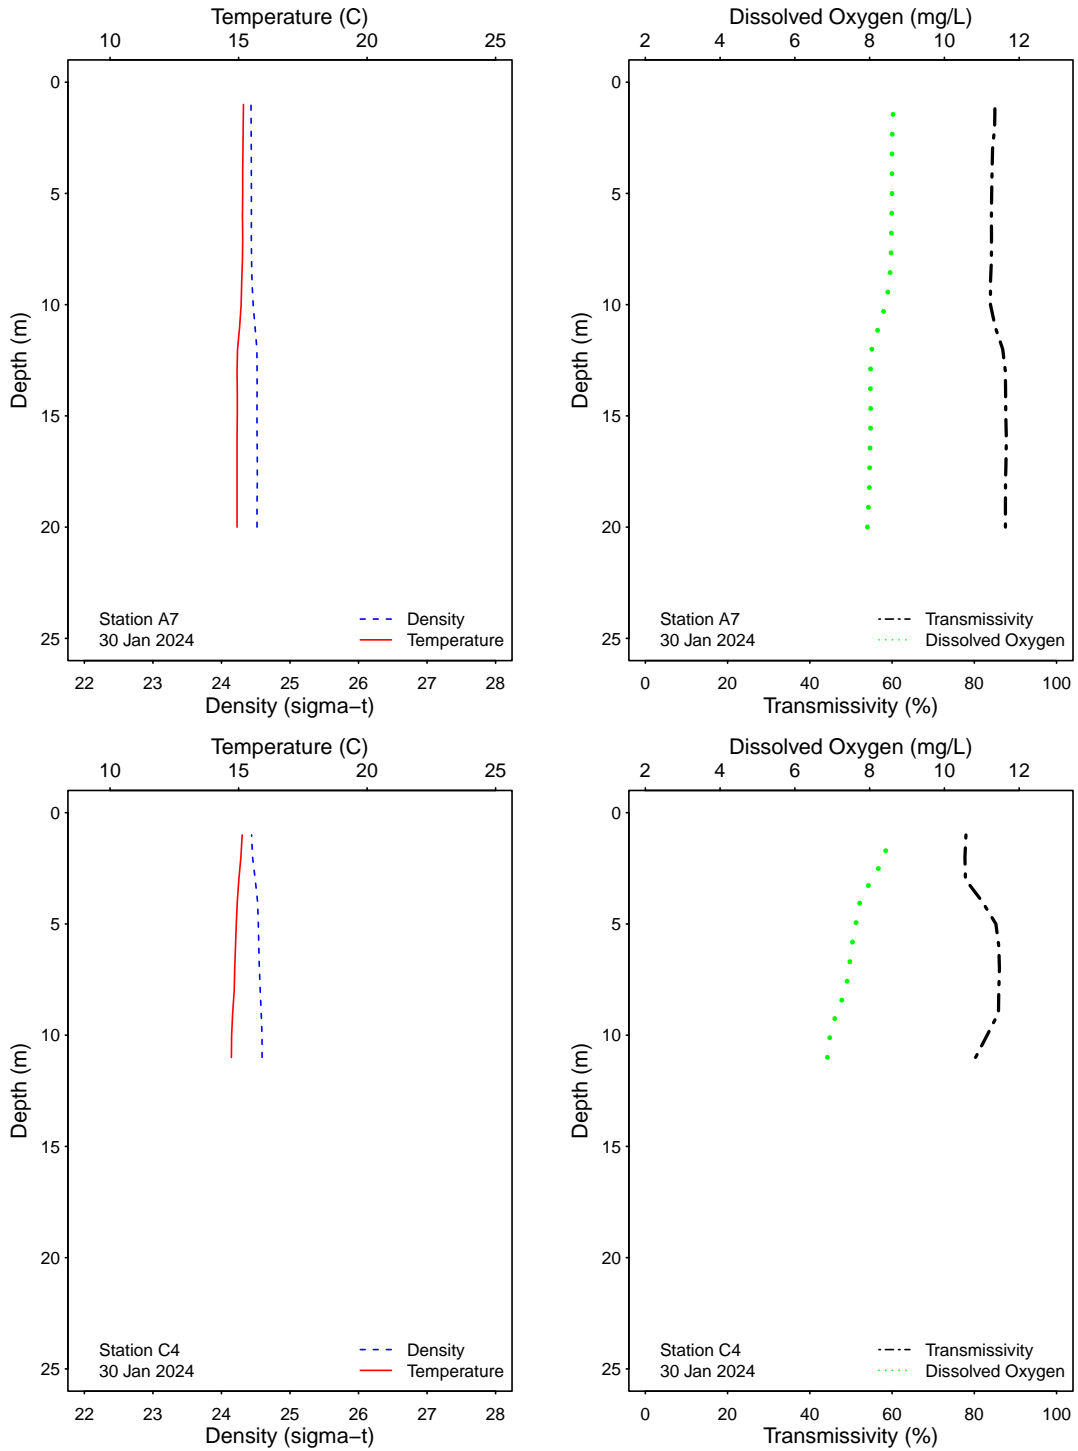 Temperature (C)
10 15 20 25
0
5
10
15
20
25
Depth (m)
Station A7
30 Jan 2024
Density
Temperature
22 23 24 25 26 27 28
Density (sigma−t)
Dissolved Oxygen (mg/L)
2 4 6 8 10 12
0
5
10
15
20
25
Depth (m)
Station A7
30 Jan 2024
Transmissivity
Dissolved Oxygen
0 20 40 60 80 100
Transmissivity (%)
Temperature (C)
10 15 20 25
0
5
10
15
20
25
Depth (m)
Station C4
30 Jan 2024
Density
Temperature
22 23 24 25 26 27 28
Density (sigma−t)
Dissolved Oxygen (mg/L)
2 4 6 8 10 12
0
5
10
15
20
25
Depth (m)
Station C4
30 Jan 2024
Transmissivity
Dissolved Oxygen
0 20 40 60 80 100
Transmissivity (%)